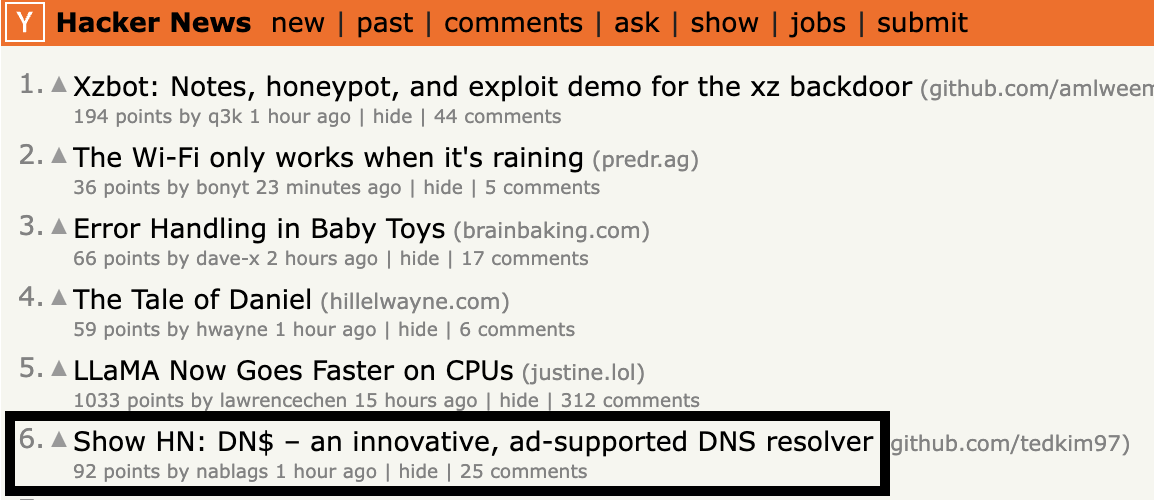 Y Hacker News new | past | comments | ask | show | jobs | submit
1. ▲ Xzbot: Notes, honeypot, and exploit demo for the xz backdoor
194 points by q3k 1 hour ago | hide | 44 comments
2. ▲ The Wi-Fi only works when it's raining (predr.ag)
36 points by bonyt 23 minutes ago | hide | 5 comments
3. ▲ Error Handling in Baby Toys (brainbaking.com)
66 points by dave-x 2 hours ago | hide | 17 comments
4. ▲ The Tale of Daniel (hillelwayne.com)
59 points by hwayne 1 hour ago | hide | 6 comments
5. ▲ LLaMA Now Goes Faster on CPUs (justine.lol)
1033 points by lawrencechen 15 hours ago | hide | 312 comments
6. ▲ Show HN: DN$ – an innovative, ad-supported DNS resolver github.com/tedkim97)
92 points by nablags 1 hour ago | hide | 25 comments